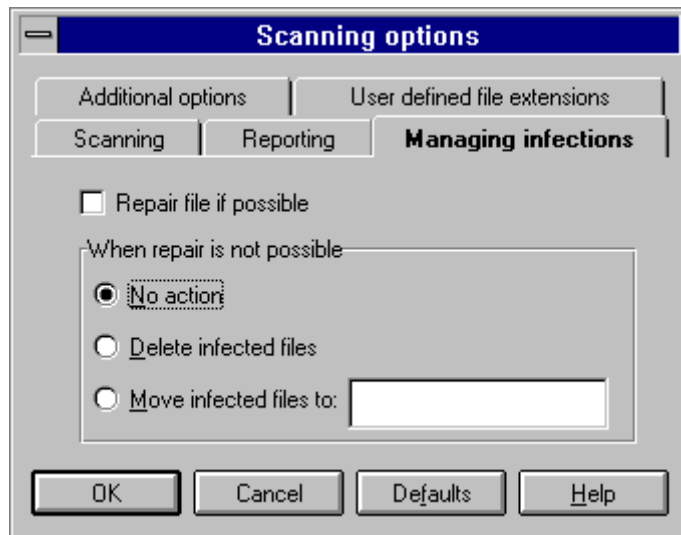 Scanning options
Additional options User defined file extensions
Scanning Reporting Managing infections
Repair file if possible
When repair is not possible
No action
Delete infected files
Move infected files to:
OK Cancel Defaults Help